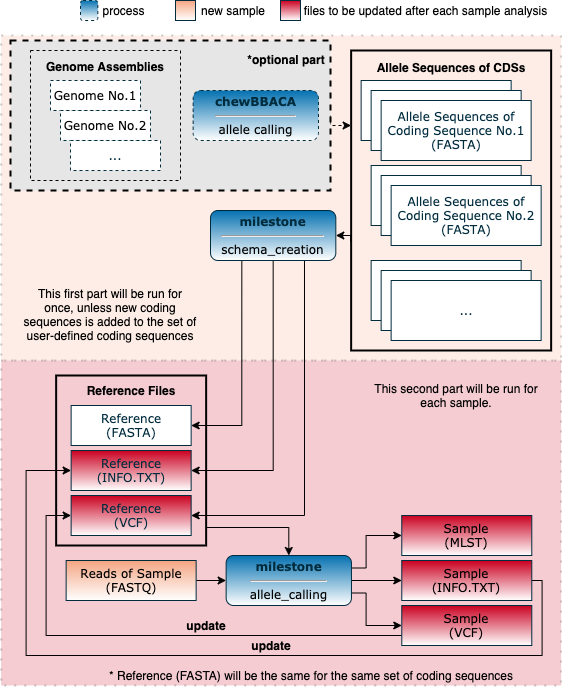 process
new sample
files to be updated after each sample analysis
*optional part
Genome Assemblies
Genome No.1
Genome No.2
...
chewBBACA
allele calling
Allele Sequences of CDSs
Allele Sequences of
Coding Sequence No.1
(FASTA)
Allele Sequences of
Coding Sequence No.2
(FASTA)
...
milestone
schema_creation
This first part will be run for
once, unless new coding
sequences is added to the set of
user-defined coding sequences
This second part will be run for
each sample.
Reference Files
Reference
(FASTA)
Reference
(INFO.TXT)
Reference
(VCF)
Reads of Sample
(FASTQ)
milestone
allele_calling
Sample
(MLST)
Sample
(INFO.TXT)
Sample
(VCF)
update
update
* Reference (FASTA) will be the same for the same set of coding sequences